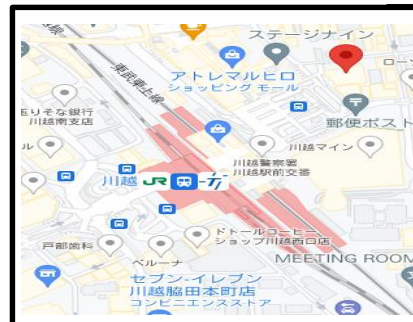 ステージナイン
東武東上線
アトレマルヒロ
ショッピング モール
ロー
玉りそな銀行
川越南支店
郵便ポスト
ル
川越マイン
川越警察署
川越駅前交番
川越 JR
ドトールコーヒー
ショップ川越西口店
戸部歯科
ベルーナ
MEETING ROOM
セブン-イレブン
川越脇田本町店
コンビニエンスストア